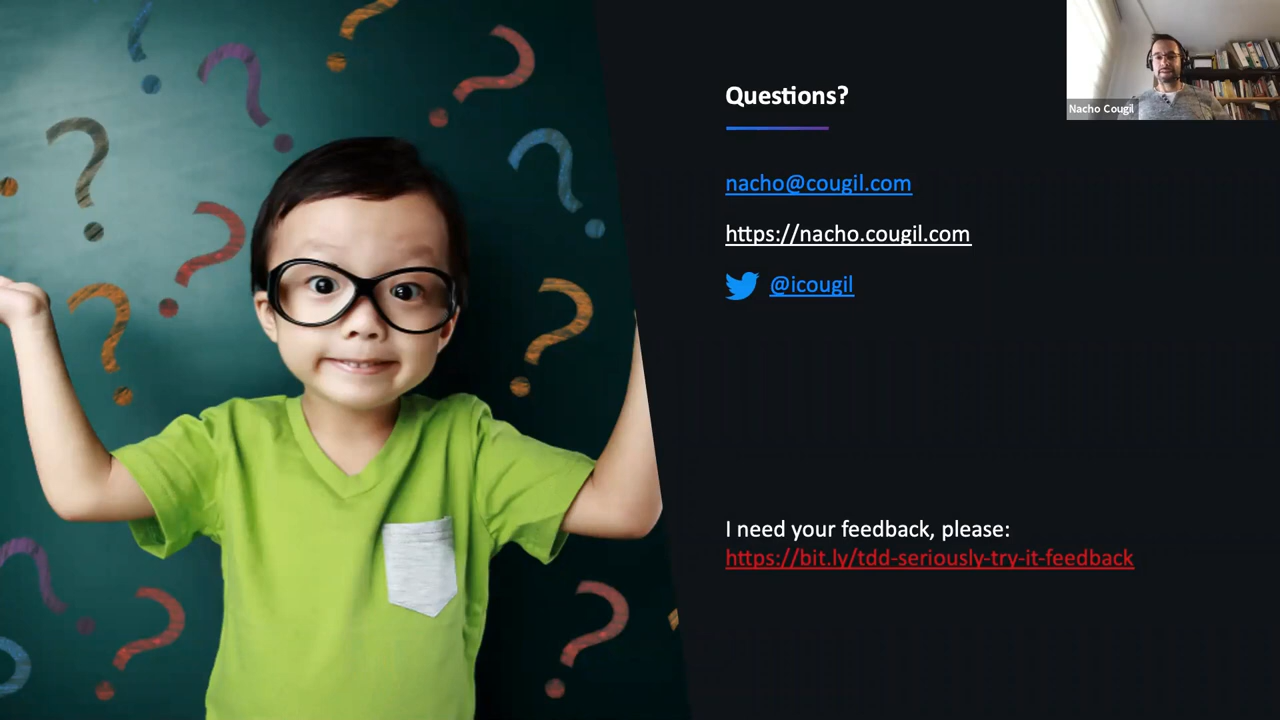 Questions?
Nacho Cougil
nacho@cougil.com
https://nacho.cougil.com
@icougil
I need your feedback, please:
https://bit.ly/tdd-seriously-try-it-feedback